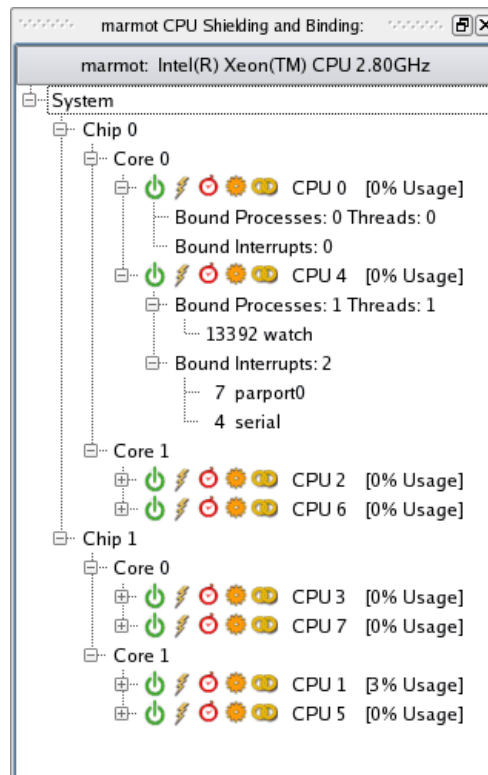 marmot CPU Shielding and Binding:
marmot: Intel(R) Xeon(TM) CPU 2.80GHz
System
Chip 0
Core 0
CPU 0 [0% Usage]
Bound Processes: 0 Threads: 0
Bound Interrupts: 0
CPU 4 [0% Usage]
Bound Processes: 1 Threads: 1
13392 watch
Bound Interrupts: 2
7 parport0
4 serial
Core 1
CPU 2 [0% Usage]
CPU 6 [0% Usage]
Chip 1
Core 0
CPU 3 [0% Usage]
CPU 7 [0% Usage]
Core 1
CPU 1 [3% Usage]
CPU 5 [0% Usage]